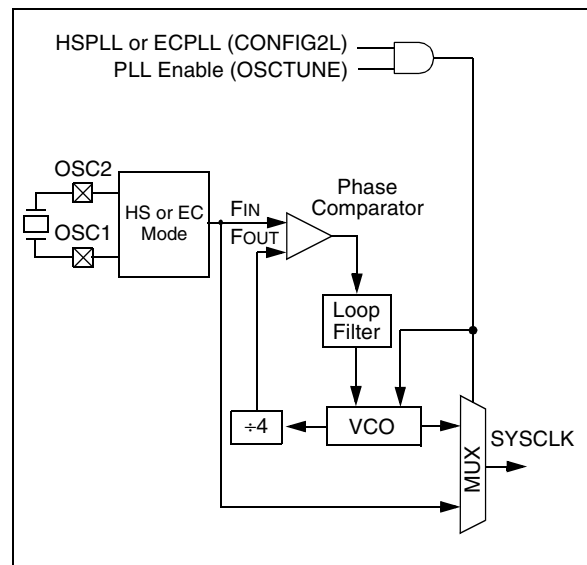 HSPLL or ECPLL (CONFIG2L)
PLL Enable (OSCTUNE)
OSC2
OSC1
HS or EC
Mode
FIN
FOUT
Phase
Comparator
Loop
Filter
÷4
VCO
MUX
SYSCLK